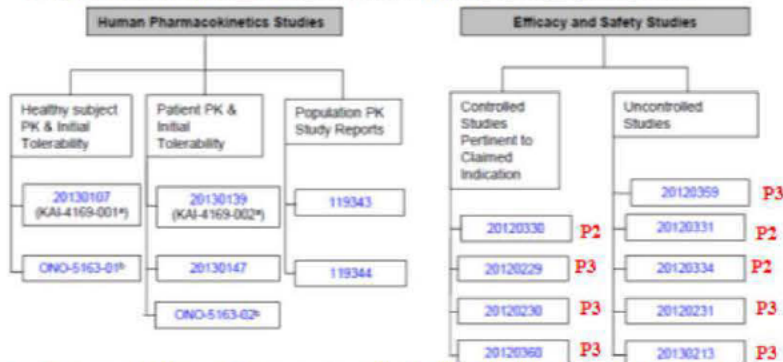 Human Pharmacokinetics Studies
Healthy subject
PK & Initial
Tolerability
20130107
(KAI-4169-001ª)
ONO-5163-01ᵇ
Patient PK &
Initial
Tolerability
20130139
(KAI-4169-002ª)
20130147
ONO-5163-02ᵇ
Population PK
Study Reports
119343
119344
Efficacy and Safety Studies
Controlled
Studies
Pertinent to
Claimed
Indication
20120330 P2
20120229 P3
20120230 P3
20120360 P3
Uncontrolled
Studies
20120359 P3
20120331 P2
20120334 P2
20120231 P3
20130213 P3